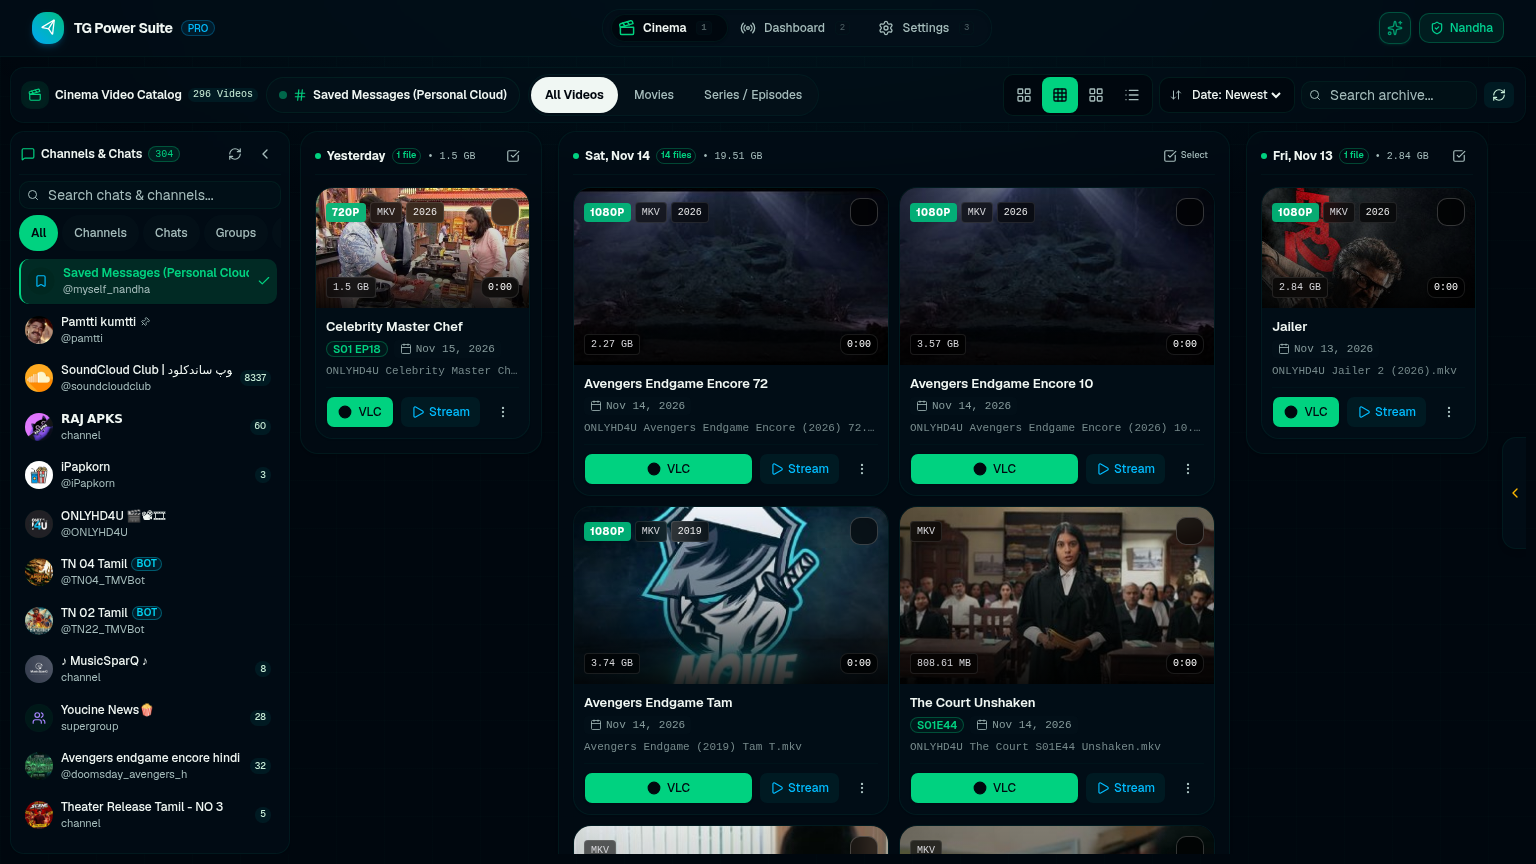 TG Power Suite PRO
Cinema 1 Dashboard 2 Settings 3
Nandha
Cinema Video Catalog 296 Videos
# Saved Messages (Personal Cloud)
All Videos Movies Series / Episodes
Date: Newest
Search archive...
Channels & Chats 304
Search chats & channels...
All Channels Chats Groups
Saved Messages (Personal Cloud
@myself_nandha
Pamtti kumtti
@pamtti
SoundCloud Club | وپ ساندکلود
@soundcloudclub
8337
RAJ APKS
channel
60
iPapkorn
@iPapkorn
3
ONLYHD4U 🎬📽🎞
@ONLYHD4U
TN 04 Tamil BOT
@TN04_TMVBot
TN 02 Tamil BOT
@TN22_TMVBot
♪ MusicSparQ ♪
channel
8
Youcine News🍿
supergroup
28
Avengers endgame encore hindi
@doomsday_avengers_h
32
Theater Release Tamil - NO 3
channel
5
Yesterday 1 file • 1.5 GB
720P MKV 2026
1.5 GB 0:00
Celebrity Master Chef
S01 EP18 Nov 15, 2026
ONLYHD4U Celebrity Master Ch...
VLC Stream
Sat, Nov 14 14 files • 19.51 GB
Select
1080P MKV 2026
2.27 GB 0:00
Avengers Endgame Encore 72
Nov 14, 2026
ONLYHD4U Avengers Endgame Encore (2026) 72....
VLC Stream
1080P MKV 2026
3.57 GB 0:00
Avengers Endgame Encore 10
Nov 14, 2026
ONLYHD4U Avengers Endgame Encore (2026) 10....
VLC Stream
1080P MKV 2019
MOVIE
3.74 GB 0:00
Avengers Endgame Tam
Nov 14, 2026
Avengers Endgame (2019) Tam T.mkv
VLC Stream
MKV
808.61 MB 0:00
The Court Unshaken
S01E44 Nov 14, 2026
ONLYHD4U The Court S01E44 Unshaken.mkv
VLC Stream
MKV
MKV
Fri, Nov 13 1 file • 2.84 GB
1080P MKV 2026
2.84 GB 0:00
Jailer
Nov 13, 2026
ONLYHD4U Jailer 2 (2026).mkv
VLC Stream